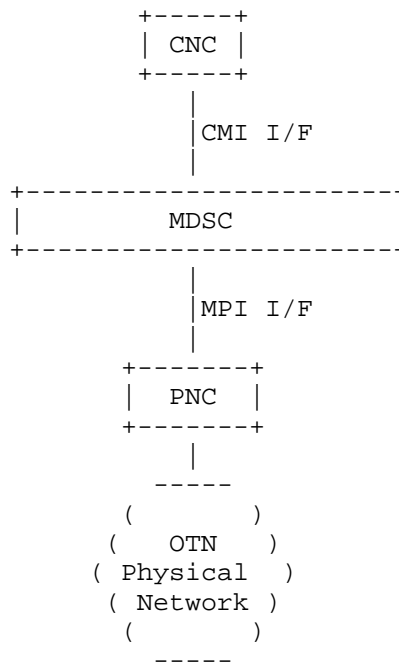 CNC
CMI I/F
MDSC
MPI I/F
PNC
OTN
Physical
Network